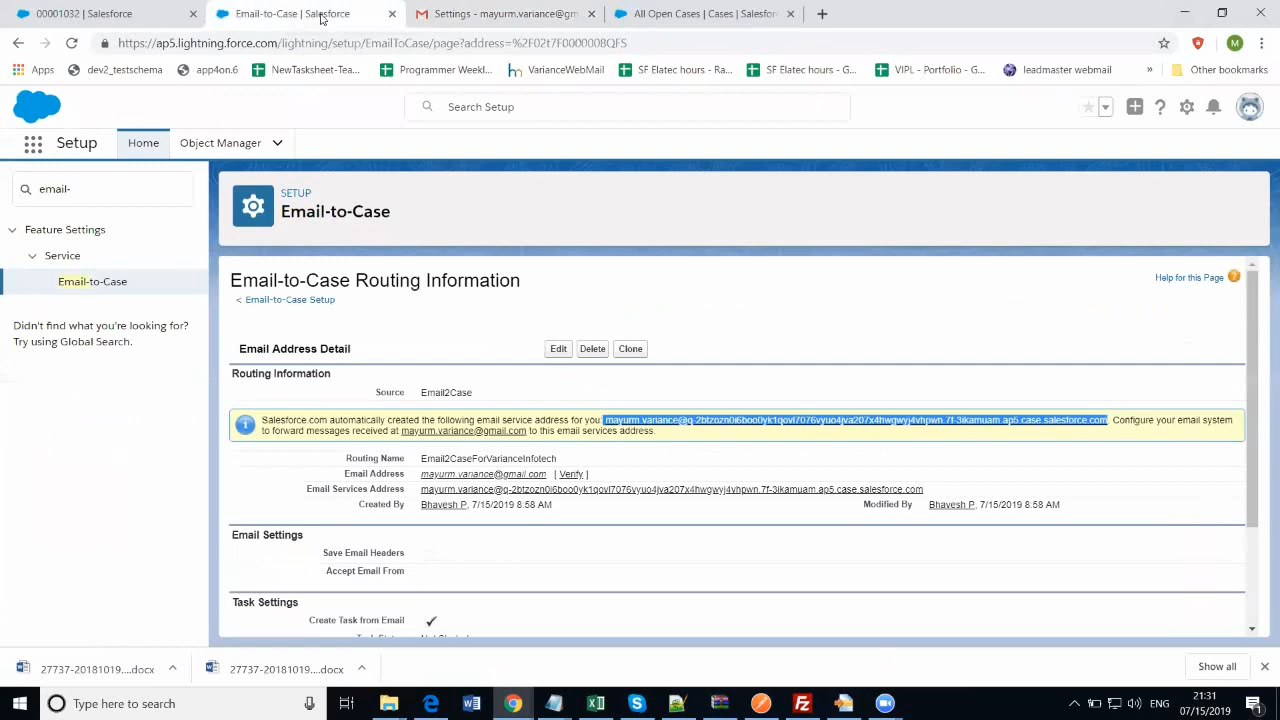 00001032 | Salesforce
Email-to-Case | Salesforce
Settings - mayurm.variance@gm
All Open Cases | Cases | Salesfor
https://ap5.lightning.force.com/lightning/setup/EmailToCase/page?address=%2F02t7F0000008QFS
M
Apps
dev2_testschema
app4on.6
NewTasksheet-Tea...
Programmer Weekl...
VarianceWebMail
SF Elatec hours - Ra...
SF Elatec hours - G...
VIPL - Portfolio - G...
leadmaster webmail
»
Other bookmarks
Search Setup
Setup
Home
Object Manager
email-
Feature Settings
Service
Email-to-Case
Didn't find what you're looking for?
Try using Global Search.
SETUP
Email-to-Case
Email-to-Case Routing Information
Help for this Page
< Email-to-Case Setup
Email Address Detail
Edit
Delete
Clone
Routing Information
Source Email2Case
Salesforce.com automatically created the following email service address for you: mayurm.variance@q-2btzozn0i6boo0yk1qovl7076vyuo4jva207x4hwgwyj4vhpwn.7f-3ikamuam.ap5.case.salesforce.com Configure your email system
to forward messages received at mayurm.variance@gmail.com to this email services address.
Routing Name Email2CaseForVarianceInfotech
Email Address mayurm.variance@gmail.com [ Verify ]
Email Services Address mayurm.variance@q-2btzozn0i6boo0yk1qovl7076vyuo4jva207x4hwgwyj4vhpwn.7f-3ikamuam.ap5.case.salesforce.com
Created By Bhavesh P, 7/15/2019 8:58 AM
Modified By Bhavesh P, 7/15/2019 8:58 AM
Email Settings
Save Email Headers
Accept Email From
Task Settings
Create Task from Email
27737-20181019....docx
27737-20181019....docx
Show all
Type here to search
ENG
21:31
07/15/2019